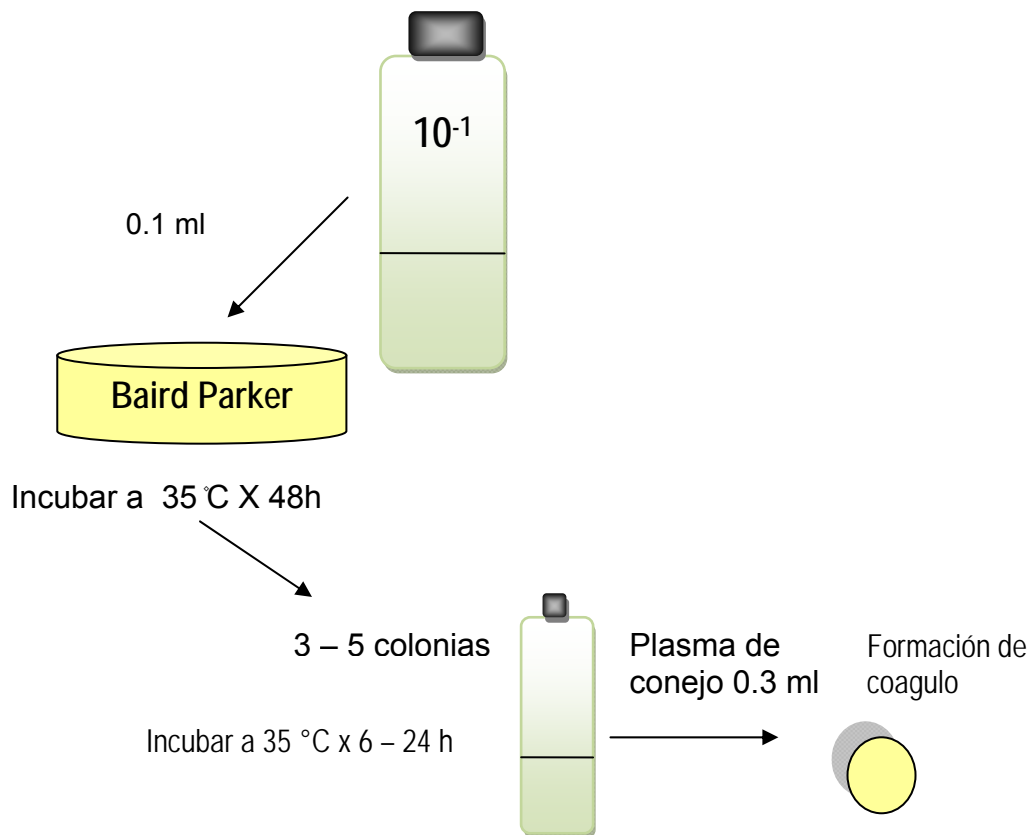 10-1
0.1 ml
Baird Parker
Incubar a 35°C X 48h
3 – 5 colonias
Plasma de
conejo 0.3 ml
Formación de
coagulo
Incubar a 35 °C x 6 – 24 h